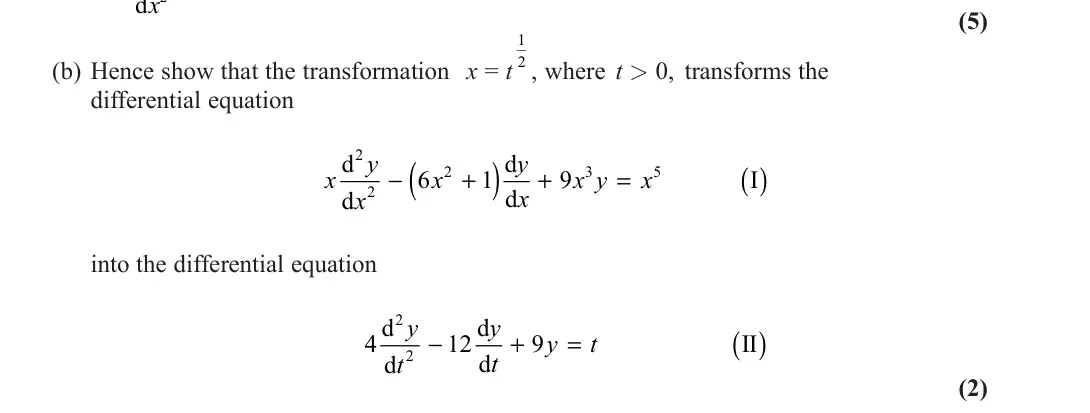 dx²
(5)
(b) Hence show that the transformation x = t^{1/2}, where t > 0, transforms the
differential equation
x d²y/dx² − (6x² + 1) dy/dx + 9x³y = x⁵ (I)
into the differential equation
4 d²y/dt² − 12 dy/dt + 9y = t (II)
(2)